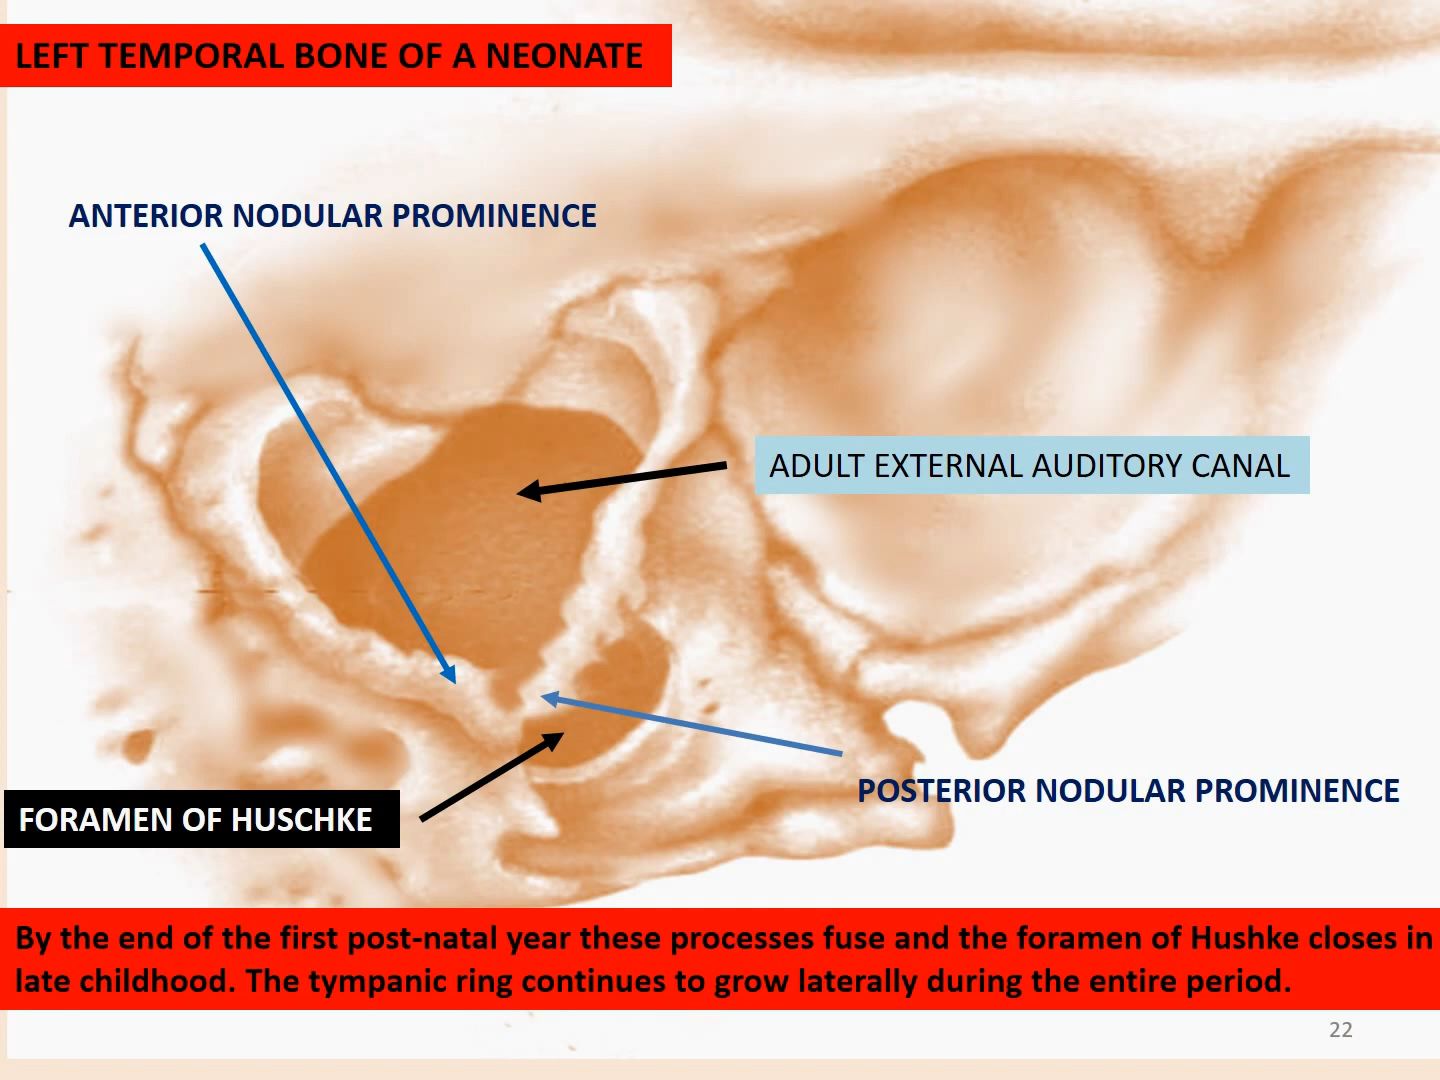 LEFT TEMPORAL BONE OF A NEONATE
ANTERIOR NODULAR PROMINENCE
ADULT EXTERNAL AUDITORY CANAL
POSTERIOR NODULAR PROMINENCE
FORAMEN OF HUSCHKE
By the end of the first post-natal year these processes fuse and the foramen of Hushke closes in
late childhood. The tympanic ring continues to grow laterally during the entire period.
22